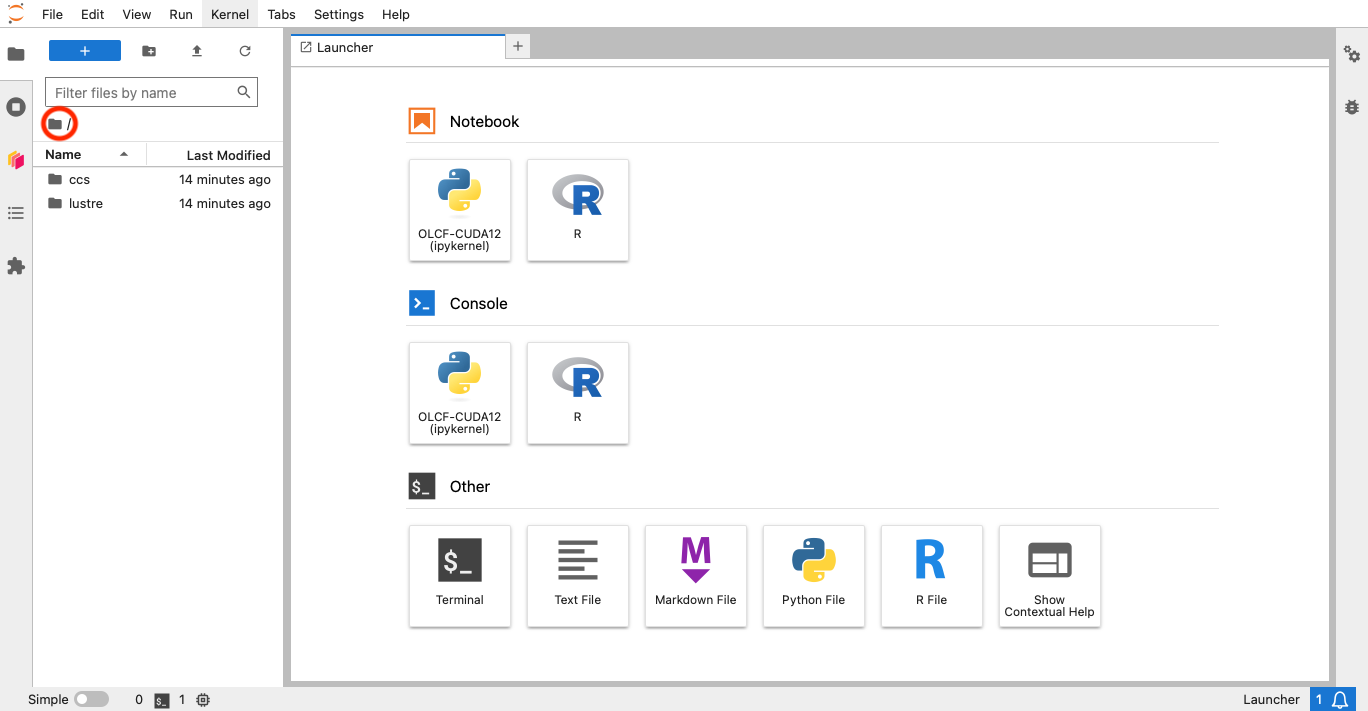 File Edit View Run Kernel Tabs Settings Help
+
Launcher
+
Filter files by name
/
Name Last Modified
ccs 14 minutes ago
lustre 14 minutes ago
Notebook
OLCF-CUDA12
(ipykernel)
R
R
>_ Console
OLCF-CUDA12
(ipykernel)
R
R
$_ Other
$_
Terminal
Text File
M
Markdown File
Python File
R
R File
Show
Contextual Help
Simple 0 $_ 1 Launcher 1